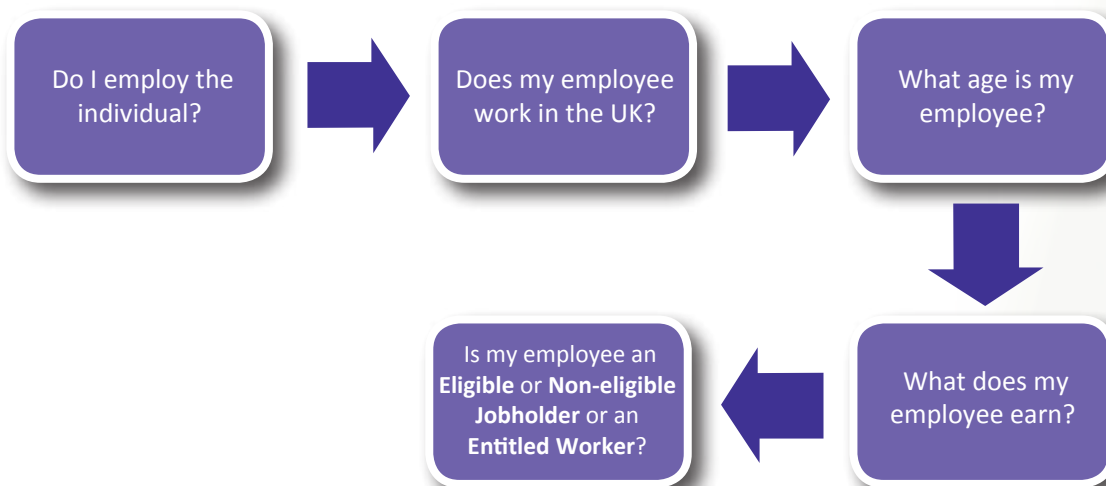 Do I employ the
individual?
Does my employee
work in the UK?
What age is my
employee?
What does my
employee earn?
Is my employee an
Eligible or Non-eligible
Jobholder or an
Entitled Worker?